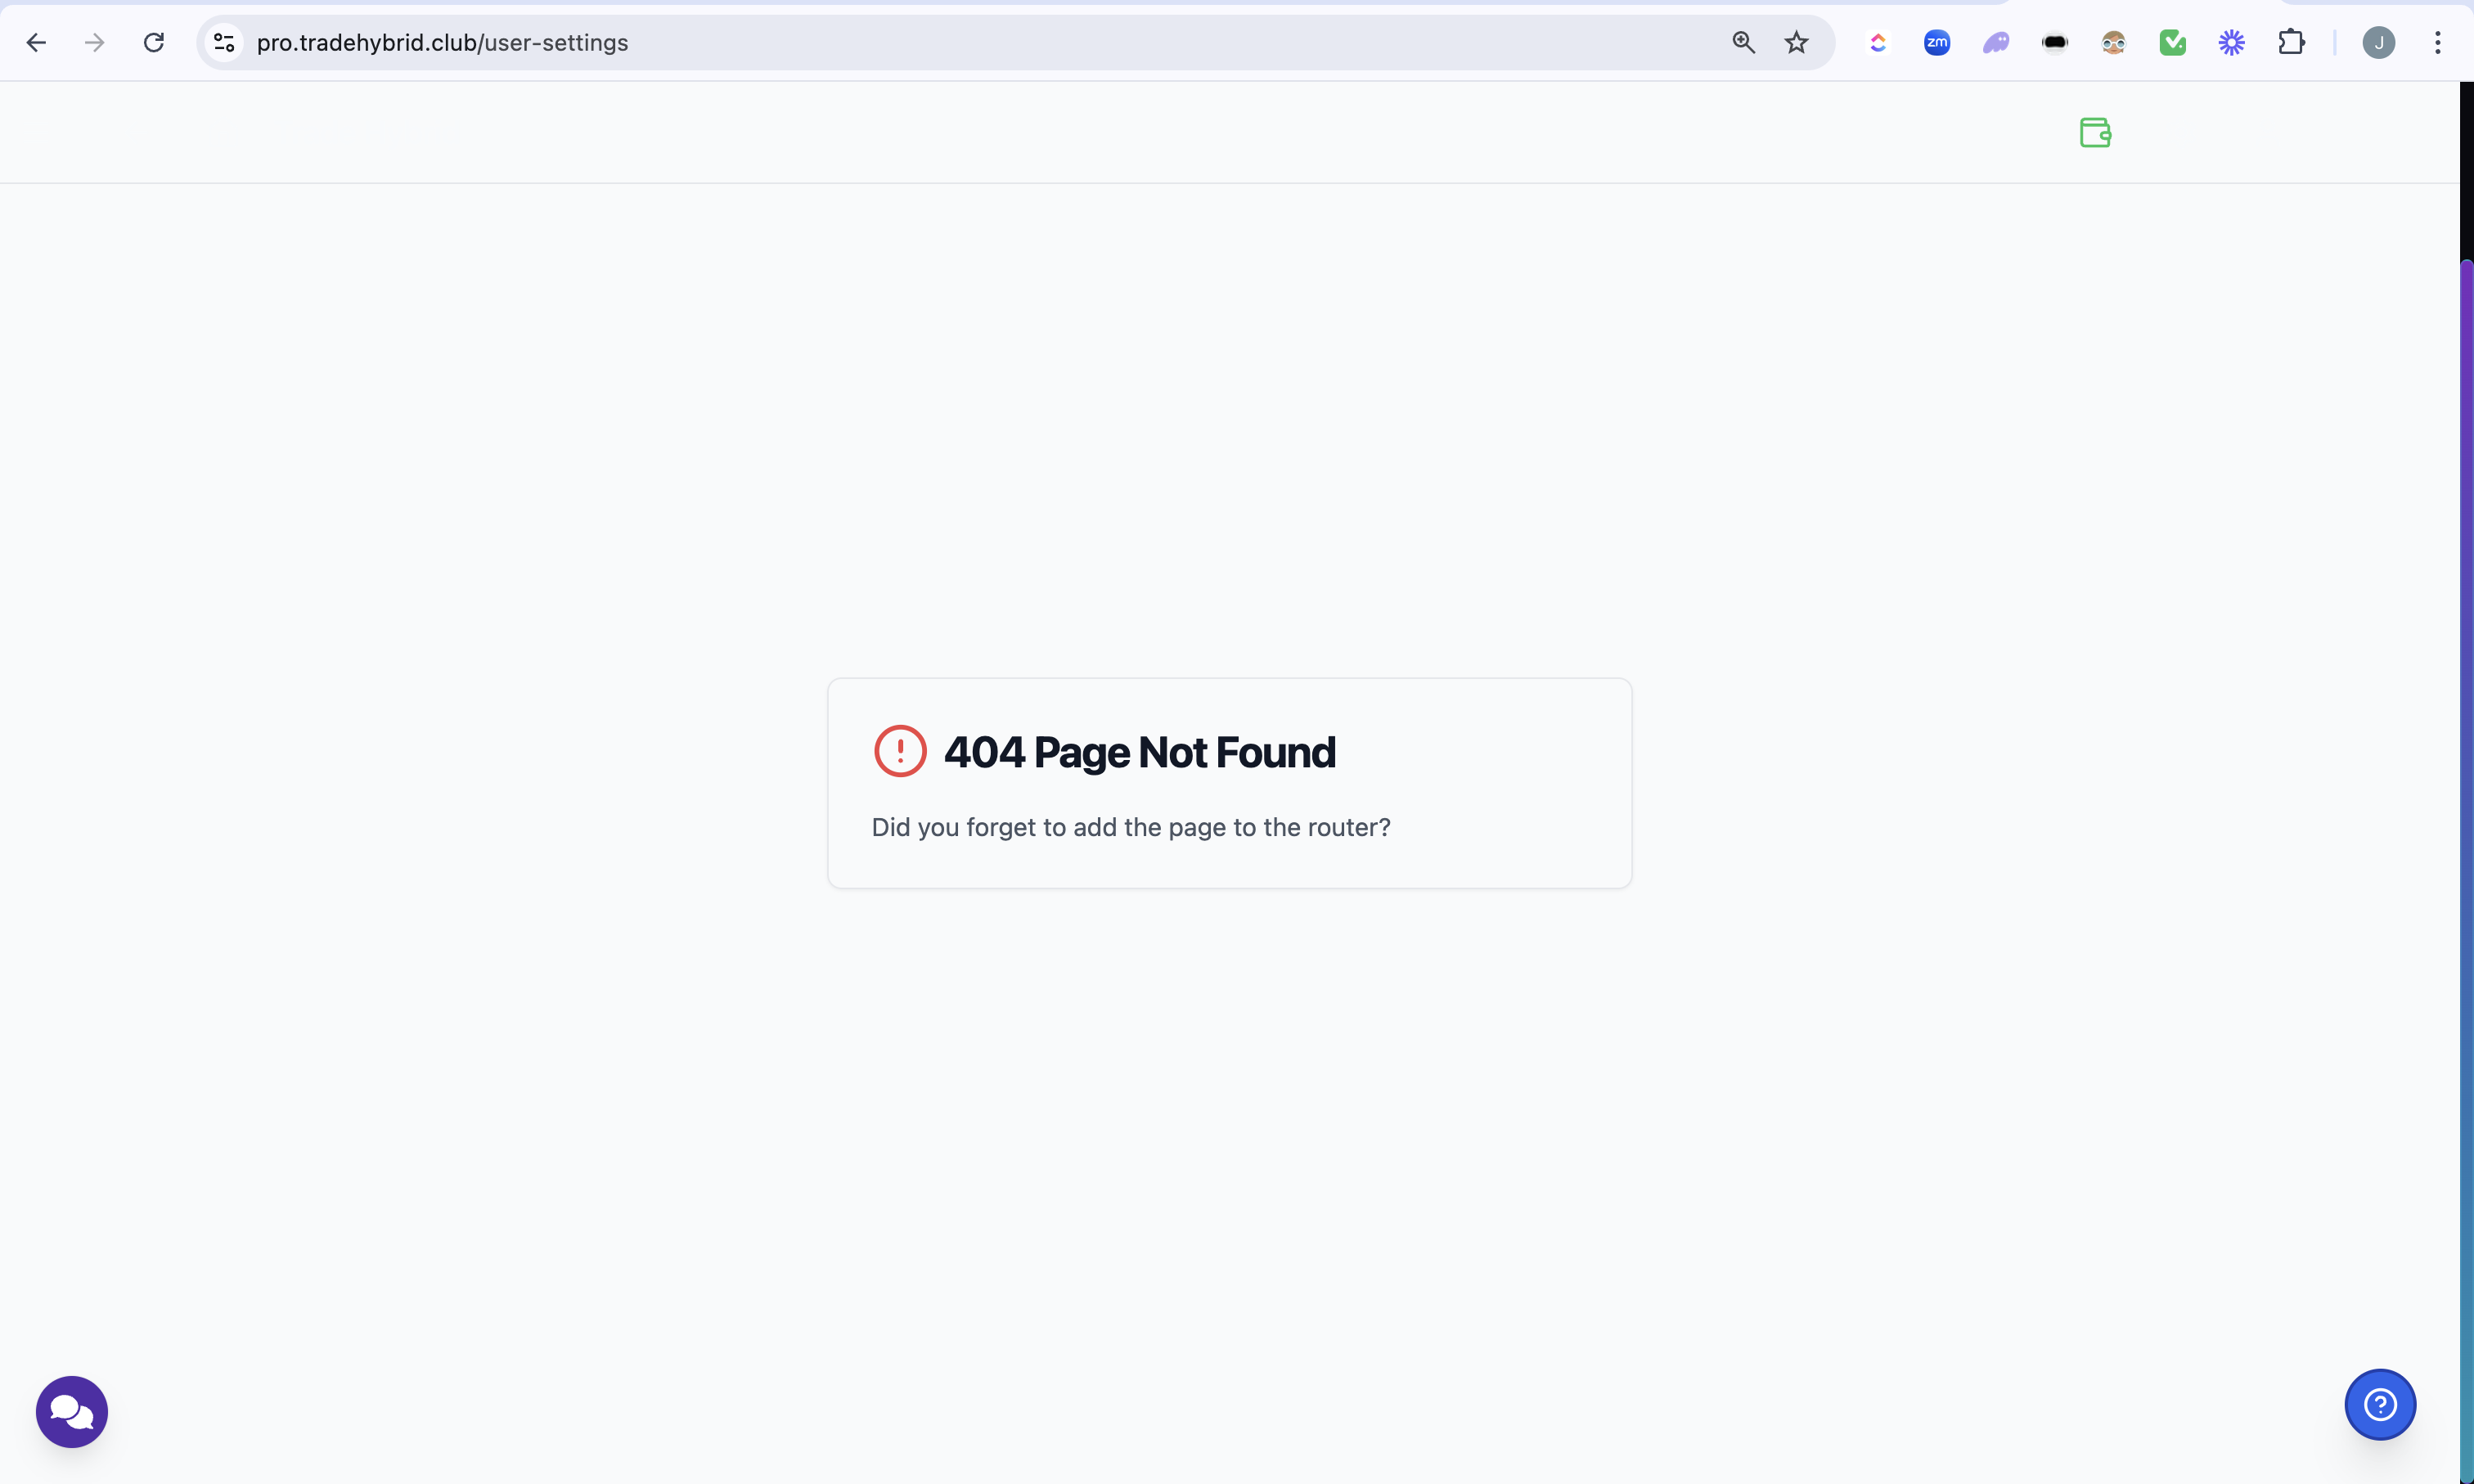 pro.tradehybrid.club/user-settings
zm
J
404 Page Not Found
Did you forget to add the page to the router?